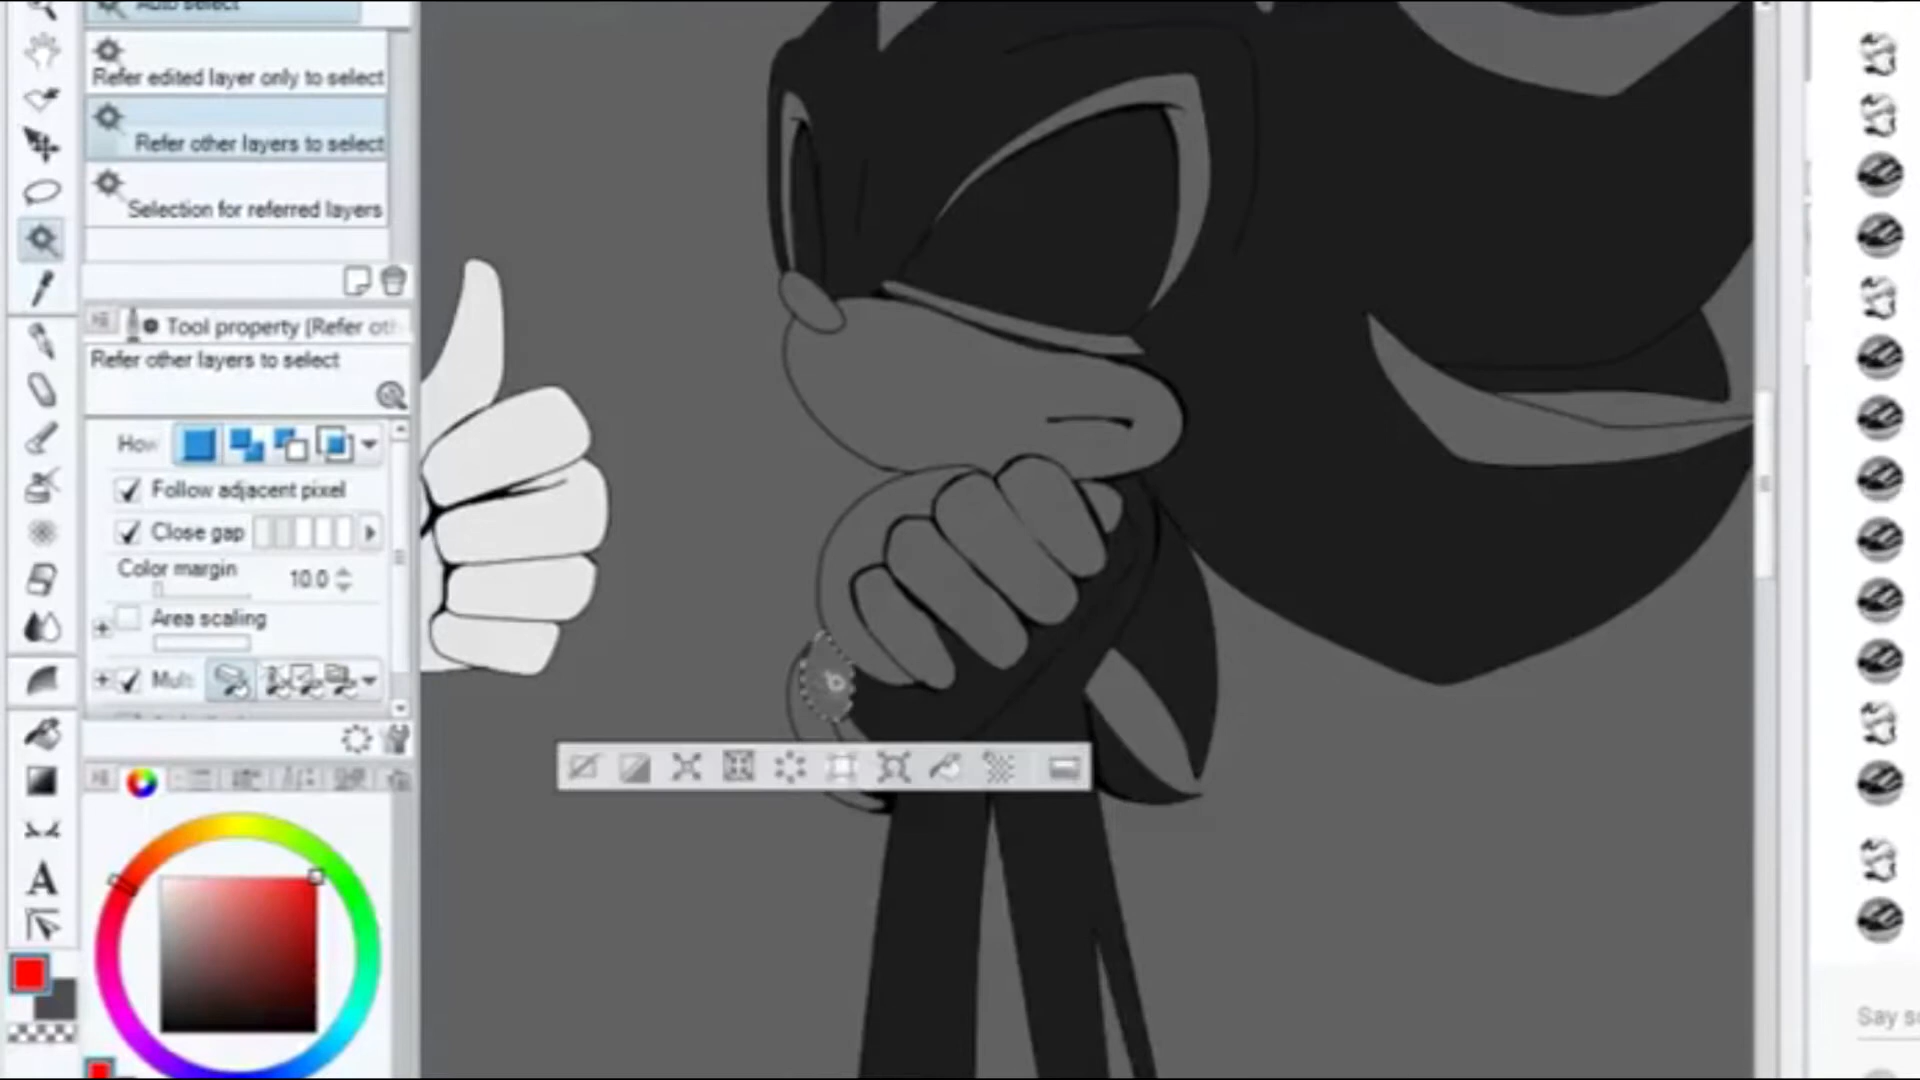 Auto select
Refer edited layer only to select
Refer other layers to select
Selection for referred layers
Tool property (Refer oth
Refer other layers to select
How
Follow adjacent pixel
Close gap
Color margin 10.0
Area scaling
Mult
A
Say so